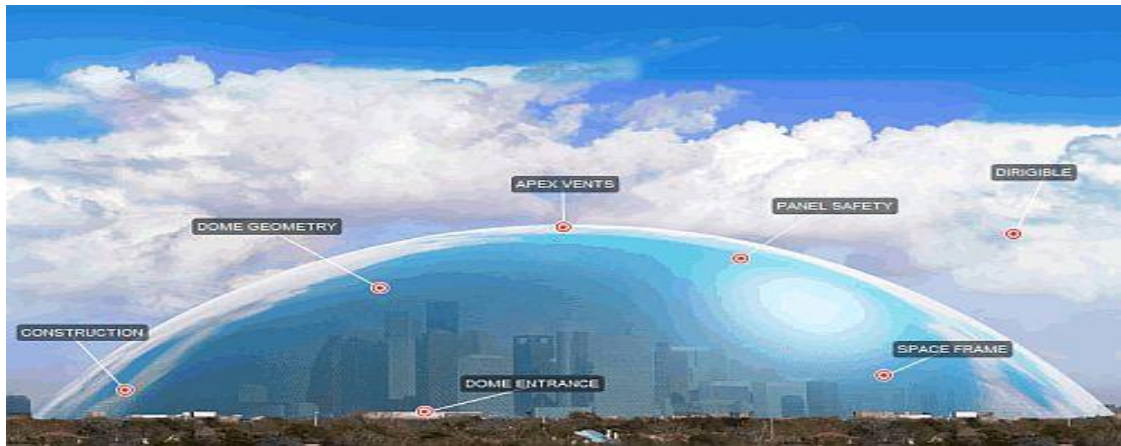 APEX VENTS
DIRIGIBLE
PANEL SAFETY
DOME GEOMETRY
CONSTRUCTION
SPACE FRAME
DOME ENTRANCE